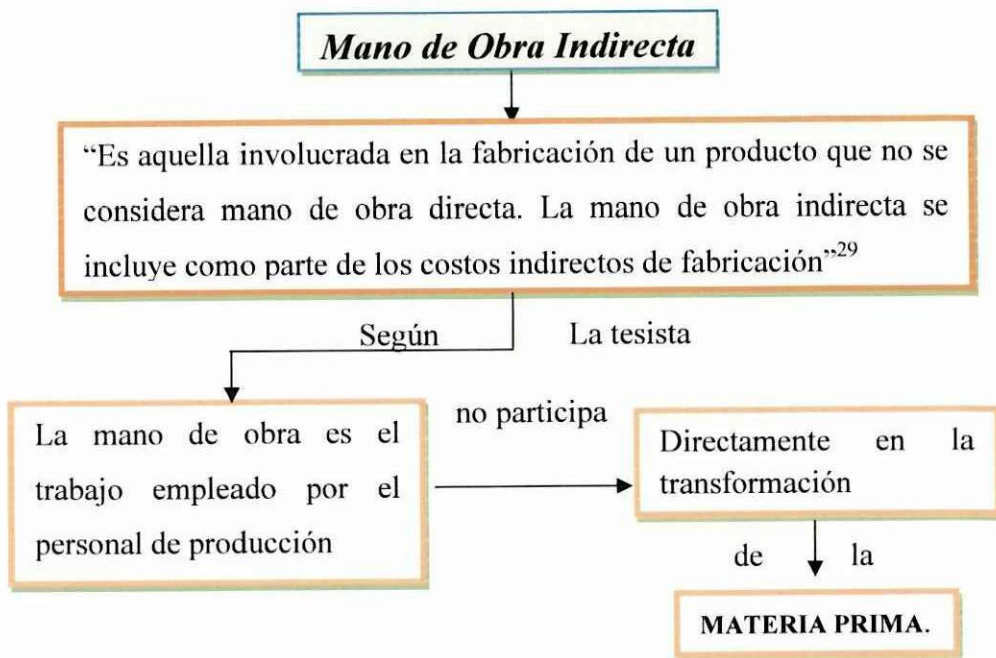 Mano de Obra Indirecta
“Es aquella involucrada en la fabricación de un producto que no se
considera mano de obra directa. La mano de obra indirecta se
incluye como parte de los costos indirectos de fabricación”29
Según La tesista
La mano de obra es el
trabajo empleado por el
personal de producción
no participa
Directamente en la
transformación
de la
MATERIA PRIMA.